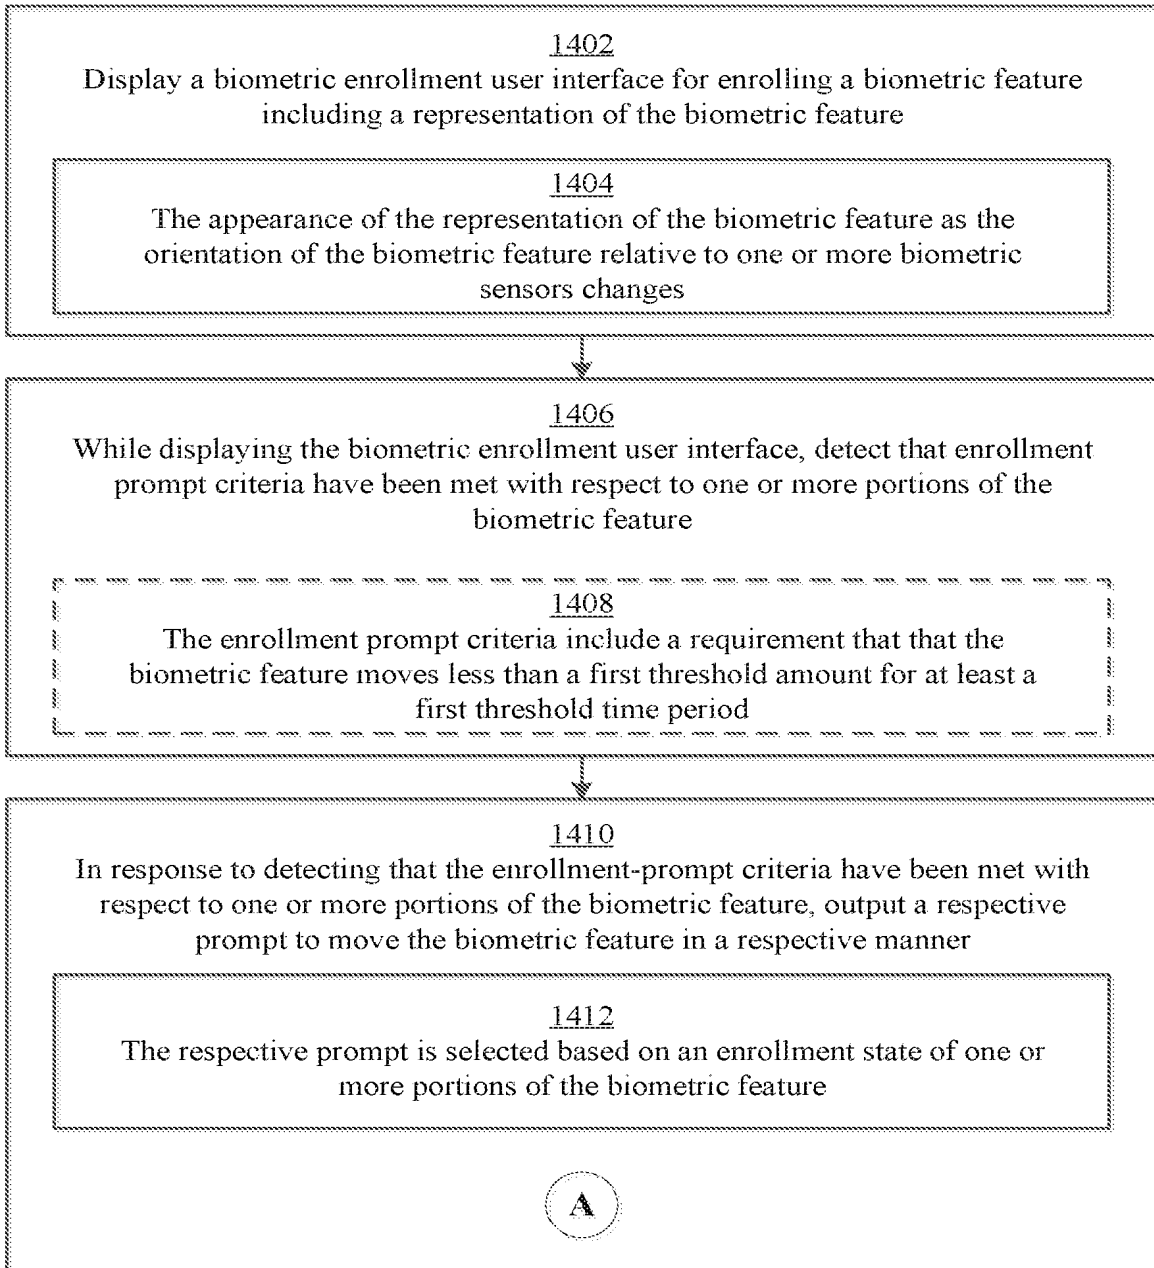 1402
Display a biometric enrollment user interface for enrolling a biometric feature
including a representation of the biometric feature
1404
The appearance of the representation of the biometric feature as the
orientation of the biometric feature relative to one or more biometric
sensors changes
1406
While displaying the biometric enrollment user interface, detect that enrollment
prompt criteria have been met with respect to one or more portions of the
biometric feature
1408
The enrollment prompt criteria include a requirement that that the
biometric feature moves less than a first threshold amount for at least a
first threshold time period
1410
In response to detecting that the enrollment-prompt criteria have been met with
respect to one or more portions of the biometric feature, output a respective
prompt to move the biometric feature in a respective manner
1412
The respective prompt is selected based on an enrollment state of one or
more portions of the biometric feature
A